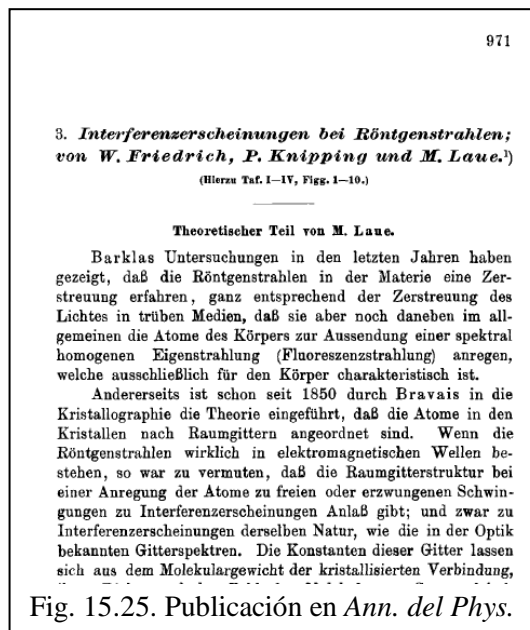 971
3. Interferenzerscheinungen bei Röntgenstrahlen;
von W. Friedrich, P. Knipping und M. Laue.¹)
(Hierzu Taf. I—IV, Figg. 1—10.)
Theoretischer Teil von M. Laue.
Barklas Untersuchungen in den letzten Jahren haben
gezeigt, daß die Röntgenstrahlen in der Materie eine Zer-
streuung erfahren, ganz entsprechend der Zerstreuung des
Lichtes in trüben Medien, daß sie aber noch daneben im all-
gemeinen die Atome des Körpers zur Aussendung einer spektral
homogenen Eigenstrahlung (Fluoreszenzstrahlung) anregen,
welche ausschließlich für den Körper charakteristisch ist.
Andererseits ist schon seit 1850 durch Bravais in die
Kristallographie die Theorie eingeführt, daß die Atome in den
Kristallen nach Raumgittern angeordnet sind. Wenn die
Röntgenstrahlen wirklich in elektromagnetischen Wellen be-
stehen, so war zu vermuten, daß die Raumgitterstruktur bei
einer Anregung der Atome zu freien oder erzwungenen Schwin-
gungen zu Interferenzerscheinungen Anlaß gibt; und zwar zu
Interferenzerscheinungen derselben Natur, wie die in der Optik
bekannten Gitterspektren. Die Konstanten dieser Gitter lassen
sich aus dem Molekulargewicht der kristallisierten Verbindung,
Fig. 15.25. Publicación en Ann. del Phys.